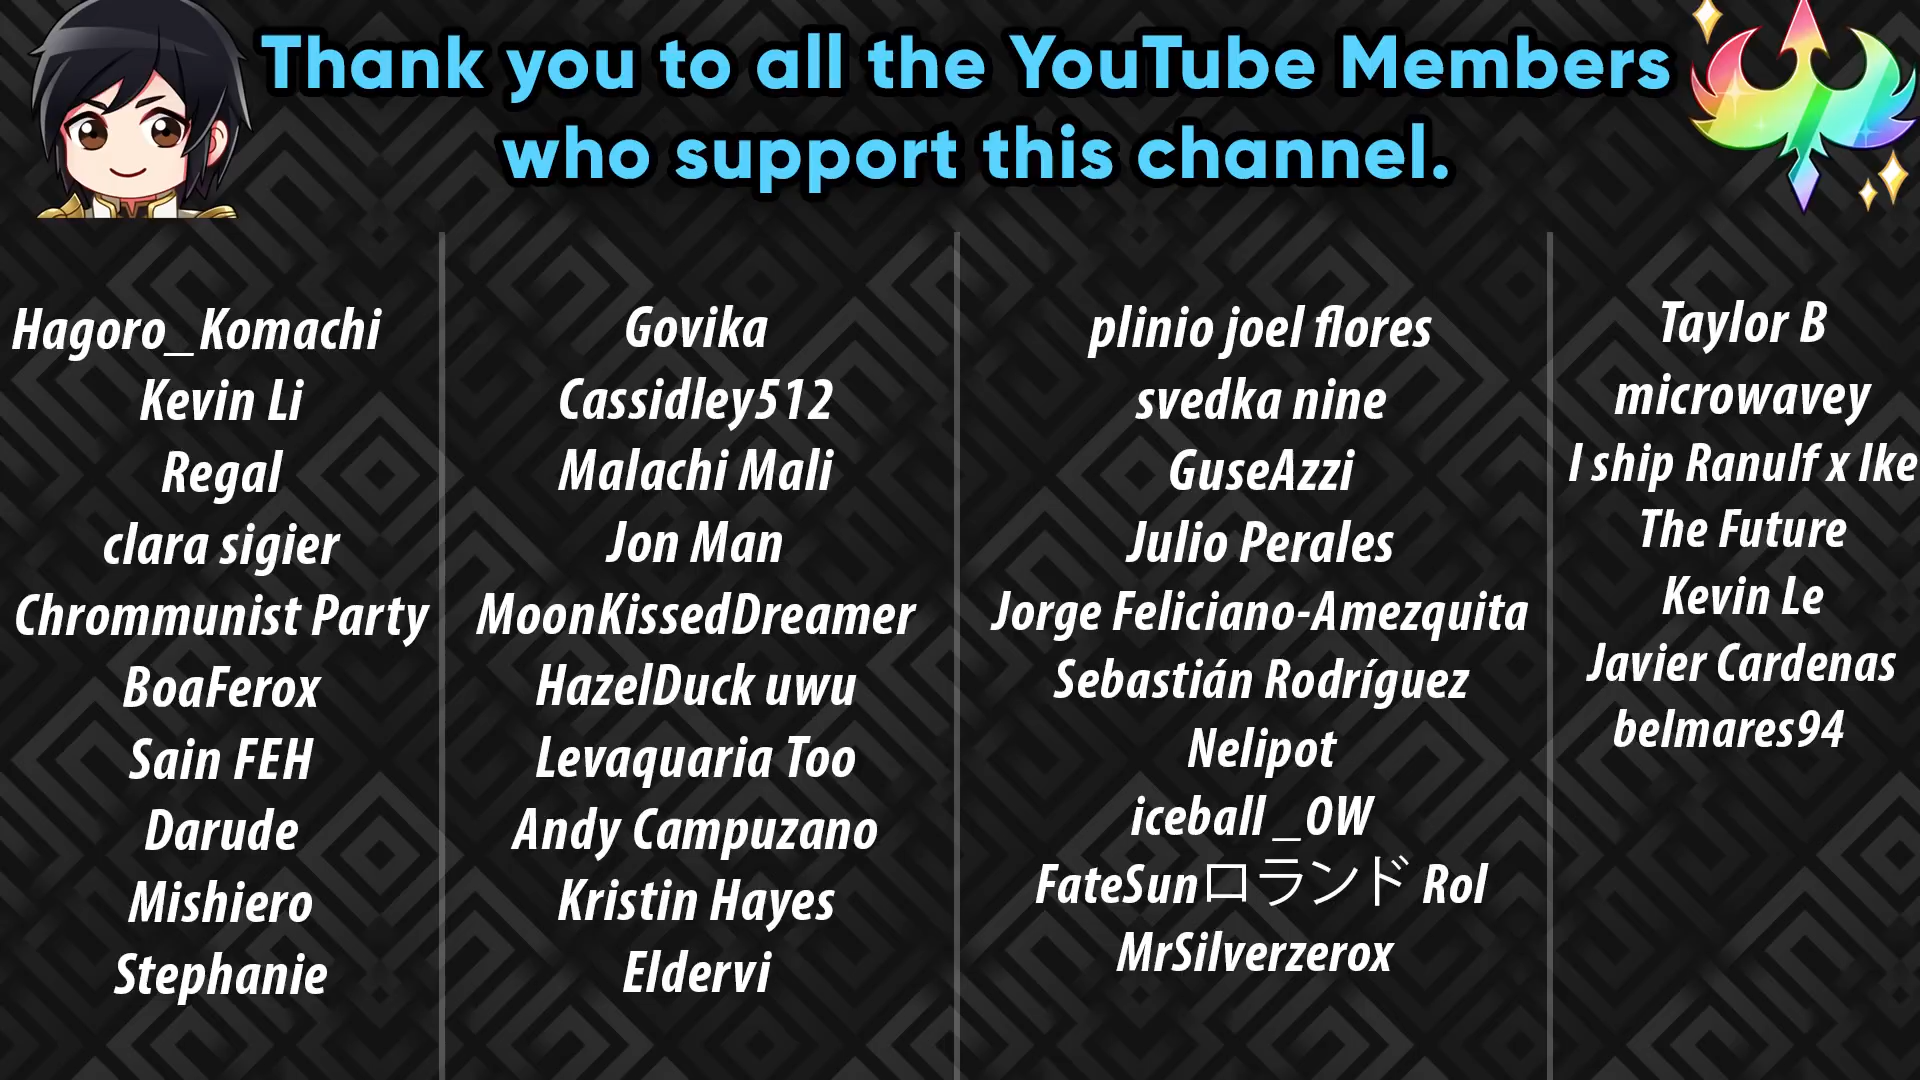 Thank you to all the YouTube Members
who support this channel.
Hagoro_Komachi
Kevin Li
Regal
clara sigier
Chrommunist Party
BoaFerox
Sain FEH
Darude
Mishiero
Stephanie
Govika
Cassidley512
Malachi Mali
Jon Man
MoonKissedDreamer
HazelDuck uwu
Levaquaria Too
Andy Campuzano
Kristin Hayes
Eldervi
plinio joel flores
svedka nine
GuseAzzi
Julio Perales
Jorge Feliciano-Amezquita
Sebastián Rodríguez
Nelipot
iceball _OW
FateSunロランド Rol
MrSilverzerox
Taylor B
microwavey
I ship Ranulf x Ike
The Future
Kevin Le
Javier Cardenas
belmares94